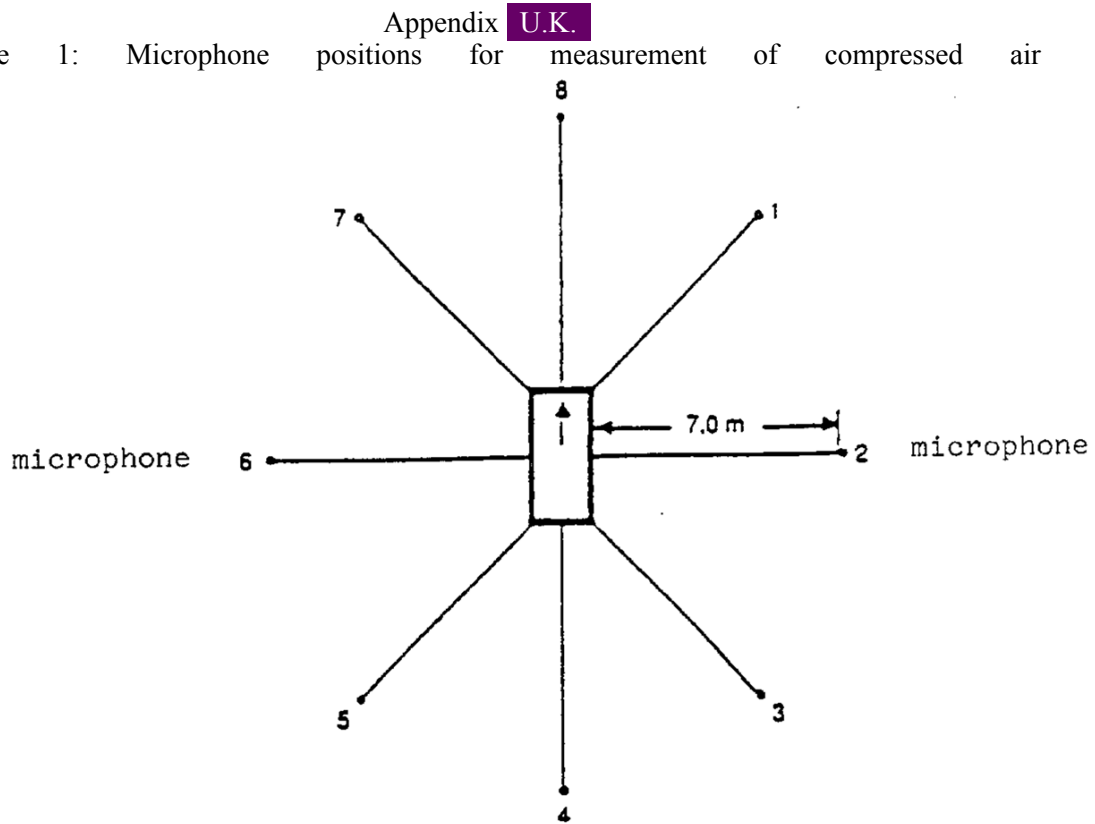 Appendix U.K.
e 1: Microphone positions for measurement of compressed air
8
7 1
7,0 m
microphone 6 2 microphone
5 3
4